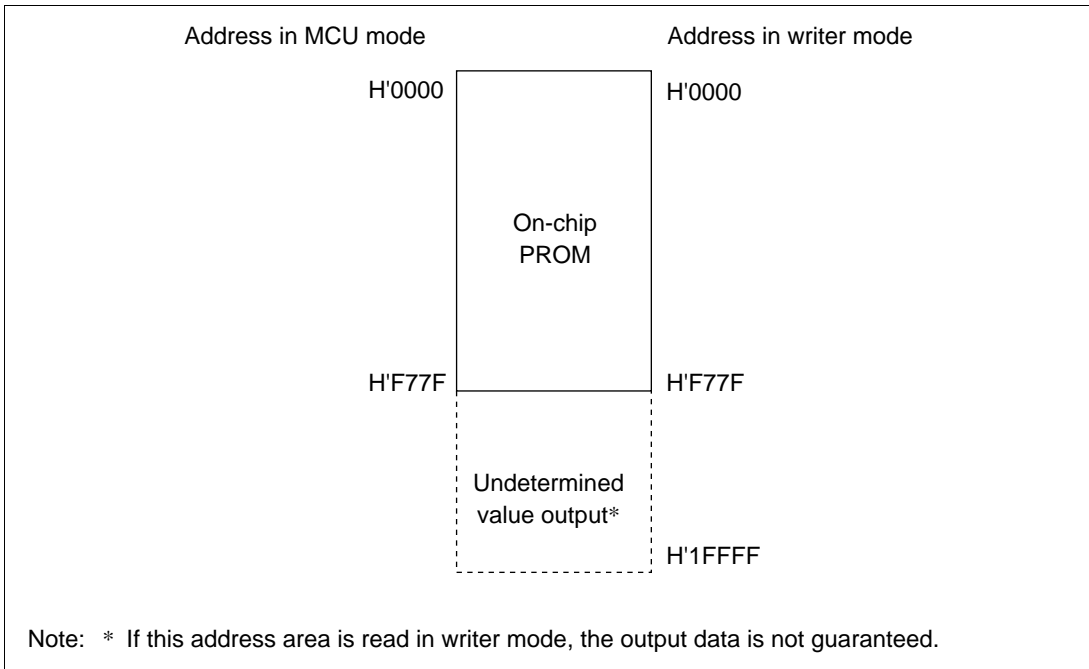 Address in MCU mode
Address in writer mode
H'0000
H'0000
On-chip
PROM
H'F77F
H'F77F
Undetermined
value output*
H'1FFFF
Note: * If this address area is read in writer mode, the output data is not guaranteed.